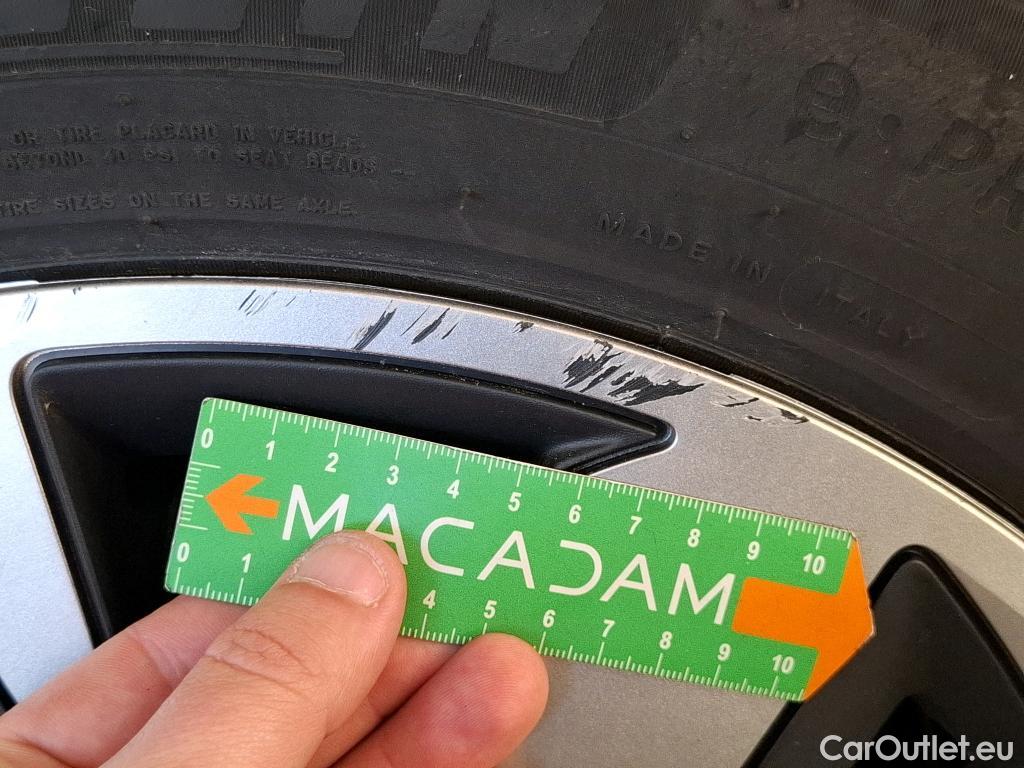 OR TIRE PLACARD IN VEHICLE.
BEYOND 40 PSI TO SEAT BEADS --
TIRE SIZES ON THE SAME AXLE.
MADE IN ITALY
0 1 2 3 4 5 6 7 8 9 10
MACADAM
0 1 4 5 6 7 8 9 10
CarOutlet.eu